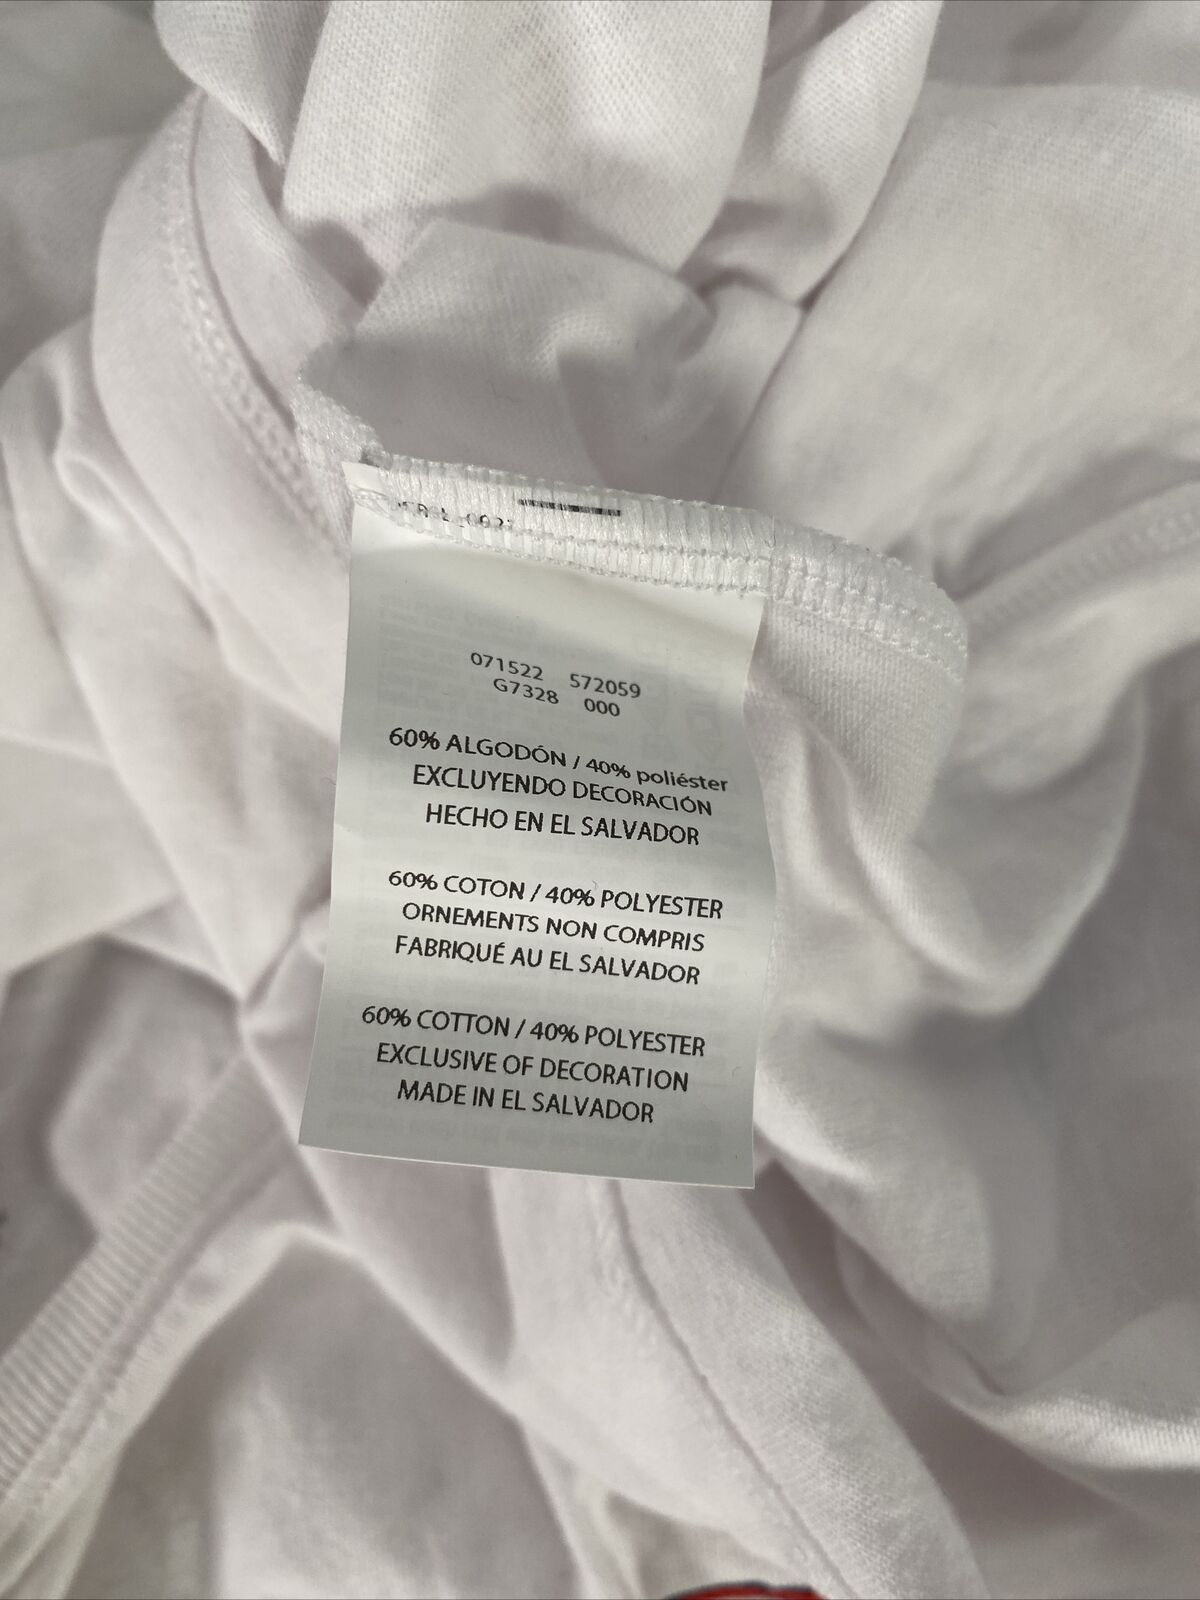 071522 572059
G7328 000
60% ALGODÓN / 40% poliéster
EXCLUYENDO DECORACIÓN
HECHO EN EL SALVADOR
60% COTON / 40% POLYESTER
ORNEMENTS NON COMPRIS
FABRIQUÉ AU EL SALVADOR
60% COTTON / 40% POLYESTER
EXCLUSIVE OF DECORATION
MADE IN EL SALVADOR